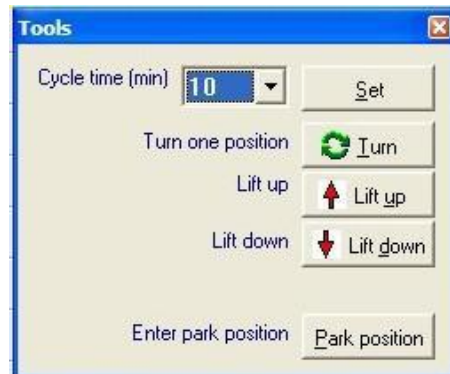 Tools
Cycle time (min) 10 Set
Turn one position Turn
Lift up Lift up
Lift down Lift down
Enter park position Park position